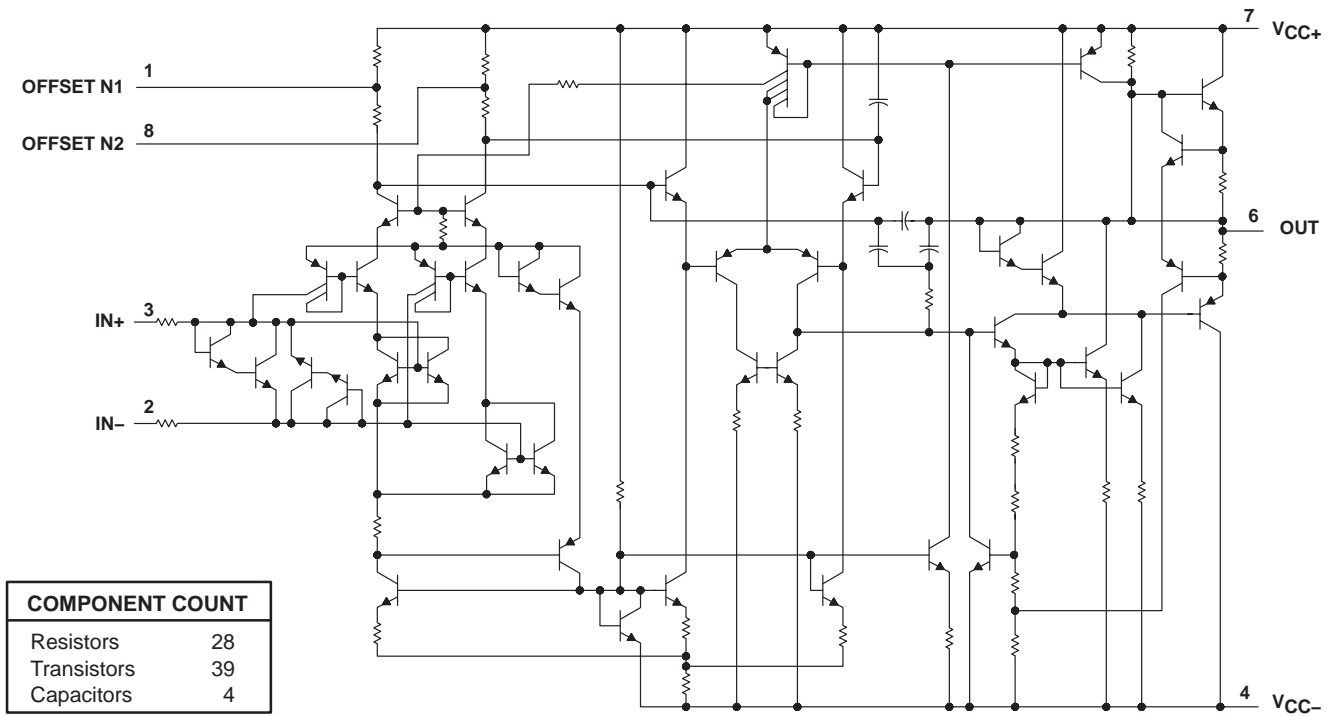 7
VCC+
1
OFFSET N1
8
OFFSET N2
6
OUT
3
IN+
2
IN–
COMPONENT COUNT
Resistors 28
Transistors 39
Capacitors 4
4
VCC–